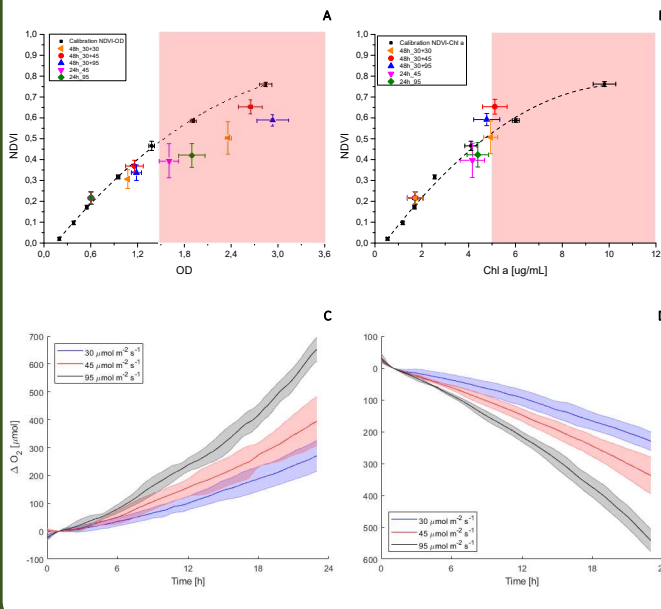 A
Calibration NDVI-OD
48h_30+30
48h_30+45
48h_30+95
24h_45
24h_95
1,0
0,9
0,8
0,7
0,6
0,5
0,4
0,3
0,2
0,1
0,0
NDVI
0,0 0,6 1,2 1,8 2,4 3,0 3,6
OD
Calibration NDVI-Chl a
48h_30+30
48h_30+45
48h_30+95
24h_45
24h_95
1,0
0,9
0,8
0,7
0,6
0,5
0,4
0,3
0,2
0,1
0,0
NDVI
0 2 4 6 8 10 12
Chl a [ug/mL]
C
30 μmol m-2 s-1
45 μmol m-2 s-1
95 μmol m-2 s-1
700
600
500
400
300
200
100
0
-100
Δ O2 [μmol]
0 6 12 18 24
Time [h]
30 μmol m-2 s-1
45 μmol m-2 s-1
95 μmol m-2 s-1
100
0
100
200
300
400
500
600
0 6 12 18
Time [h]